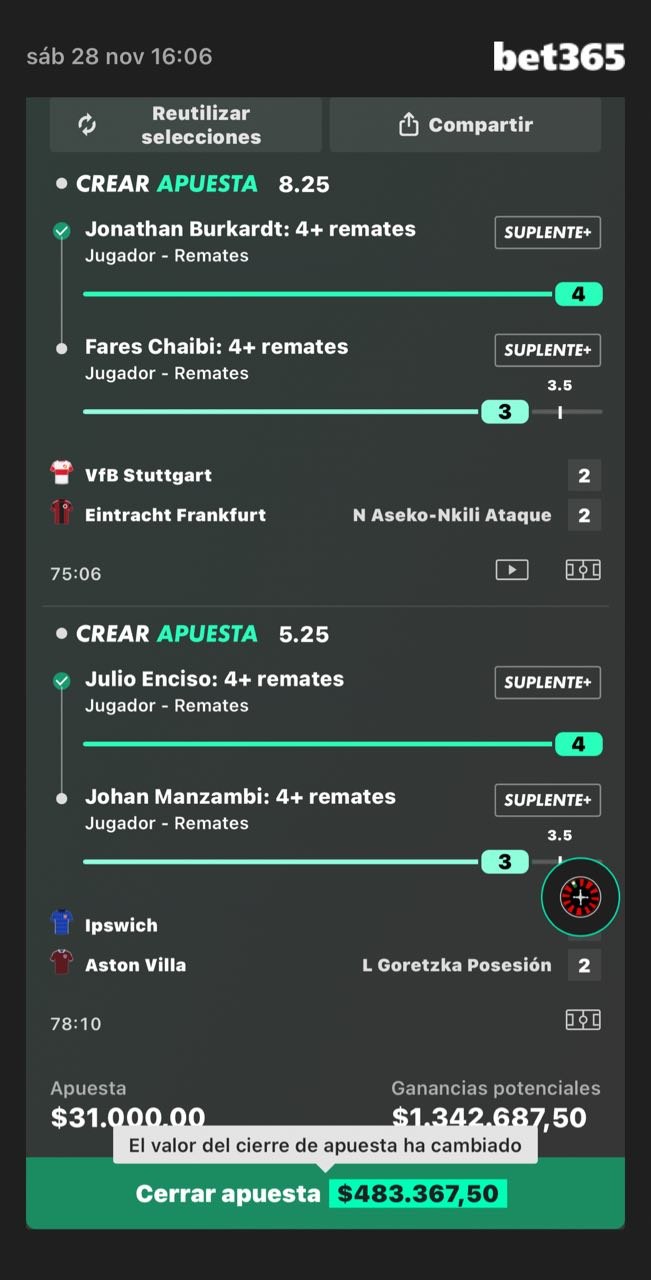 sáb 28 nov 16:06
bet365
Reutilizar
selecciones
Compartir
CREAR APUESTA 8.25
Jonathan Burkardt: 4+ remates
SUPLENTE+
Jugador - Remates
4
Fares Chaibi: 4+ remates
SUPLENTE+
Jugador - Remates
3.5
3
VfB Stuttgart 2
Eintracht Frankfurt N Aseko-Nkili Ataque 2
75:06
CREAR APUESTA 5.25
Julio Enciso: 4+ remates
SUPLENTE+
Jugador - Remates
4
Johan Manzambi: 4+ remates
SUPLENTE+
Jugador - Remates
3.5
3
Ipswich
Aston Villa L Goretzka Posesión 2
78:10
Apuesta Ganancias potenciales
$31.000,00 $1.342.687,50
El valor del cierre de apuesta ha cambiado
Cerrar apuesta $483.367,50